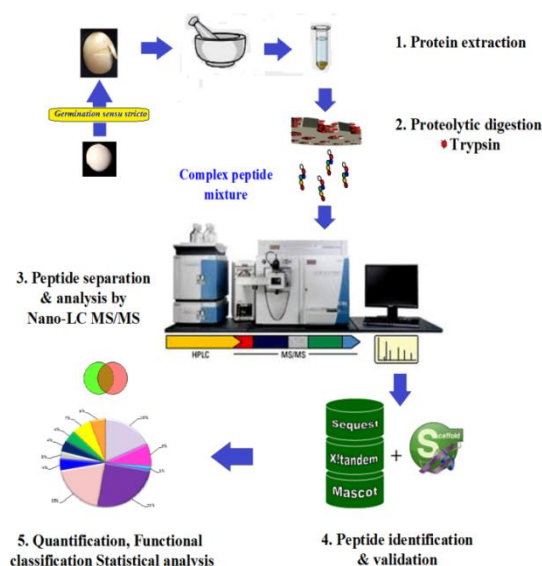 1. Protein extraction
Germination sensu stricto
2. Proteolytic digestion
Trypsin
Complex peptide
mixture
3. Peptide separation
& analysis by
Nano-LC MS/MS
HPLC
MS/MS
Sequest
X!tandem
Mascot
+
Scaffold
4. Peptide identification
& validation
5. Quantification, Functional
classification Statistical analysis